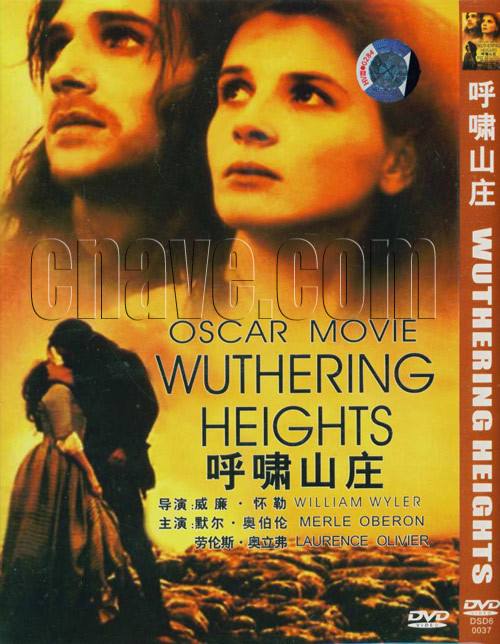 cnave.com
OSCAR MOVIE
WUTHERING
HEIGHTS
呼啸山庄
导演:威廉·怀勒 WILLIAM WYLER
主演:默尔·奥伯伦 MERLE OBERON
劳伦斯·奥立弗 LAURENCE OLIVIER
DVD
VIDEO
呼啸山庄 WUTHERING HEIGHTS
DVD
VIDEO
DSD6
0037